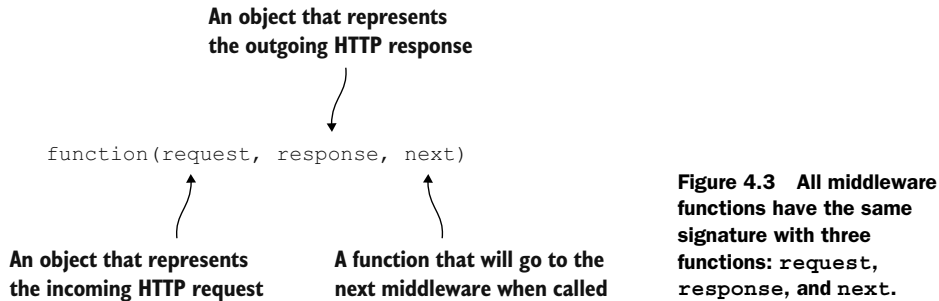 An object that represents
the outgoing HTTP response
function(request, response, next)
An object that represents
the incoming HTTP request
A function that will go to the
next middleware when called
Figure 4.3 All middleware
functions have the same
signature with three
functions: request,
response, and next.